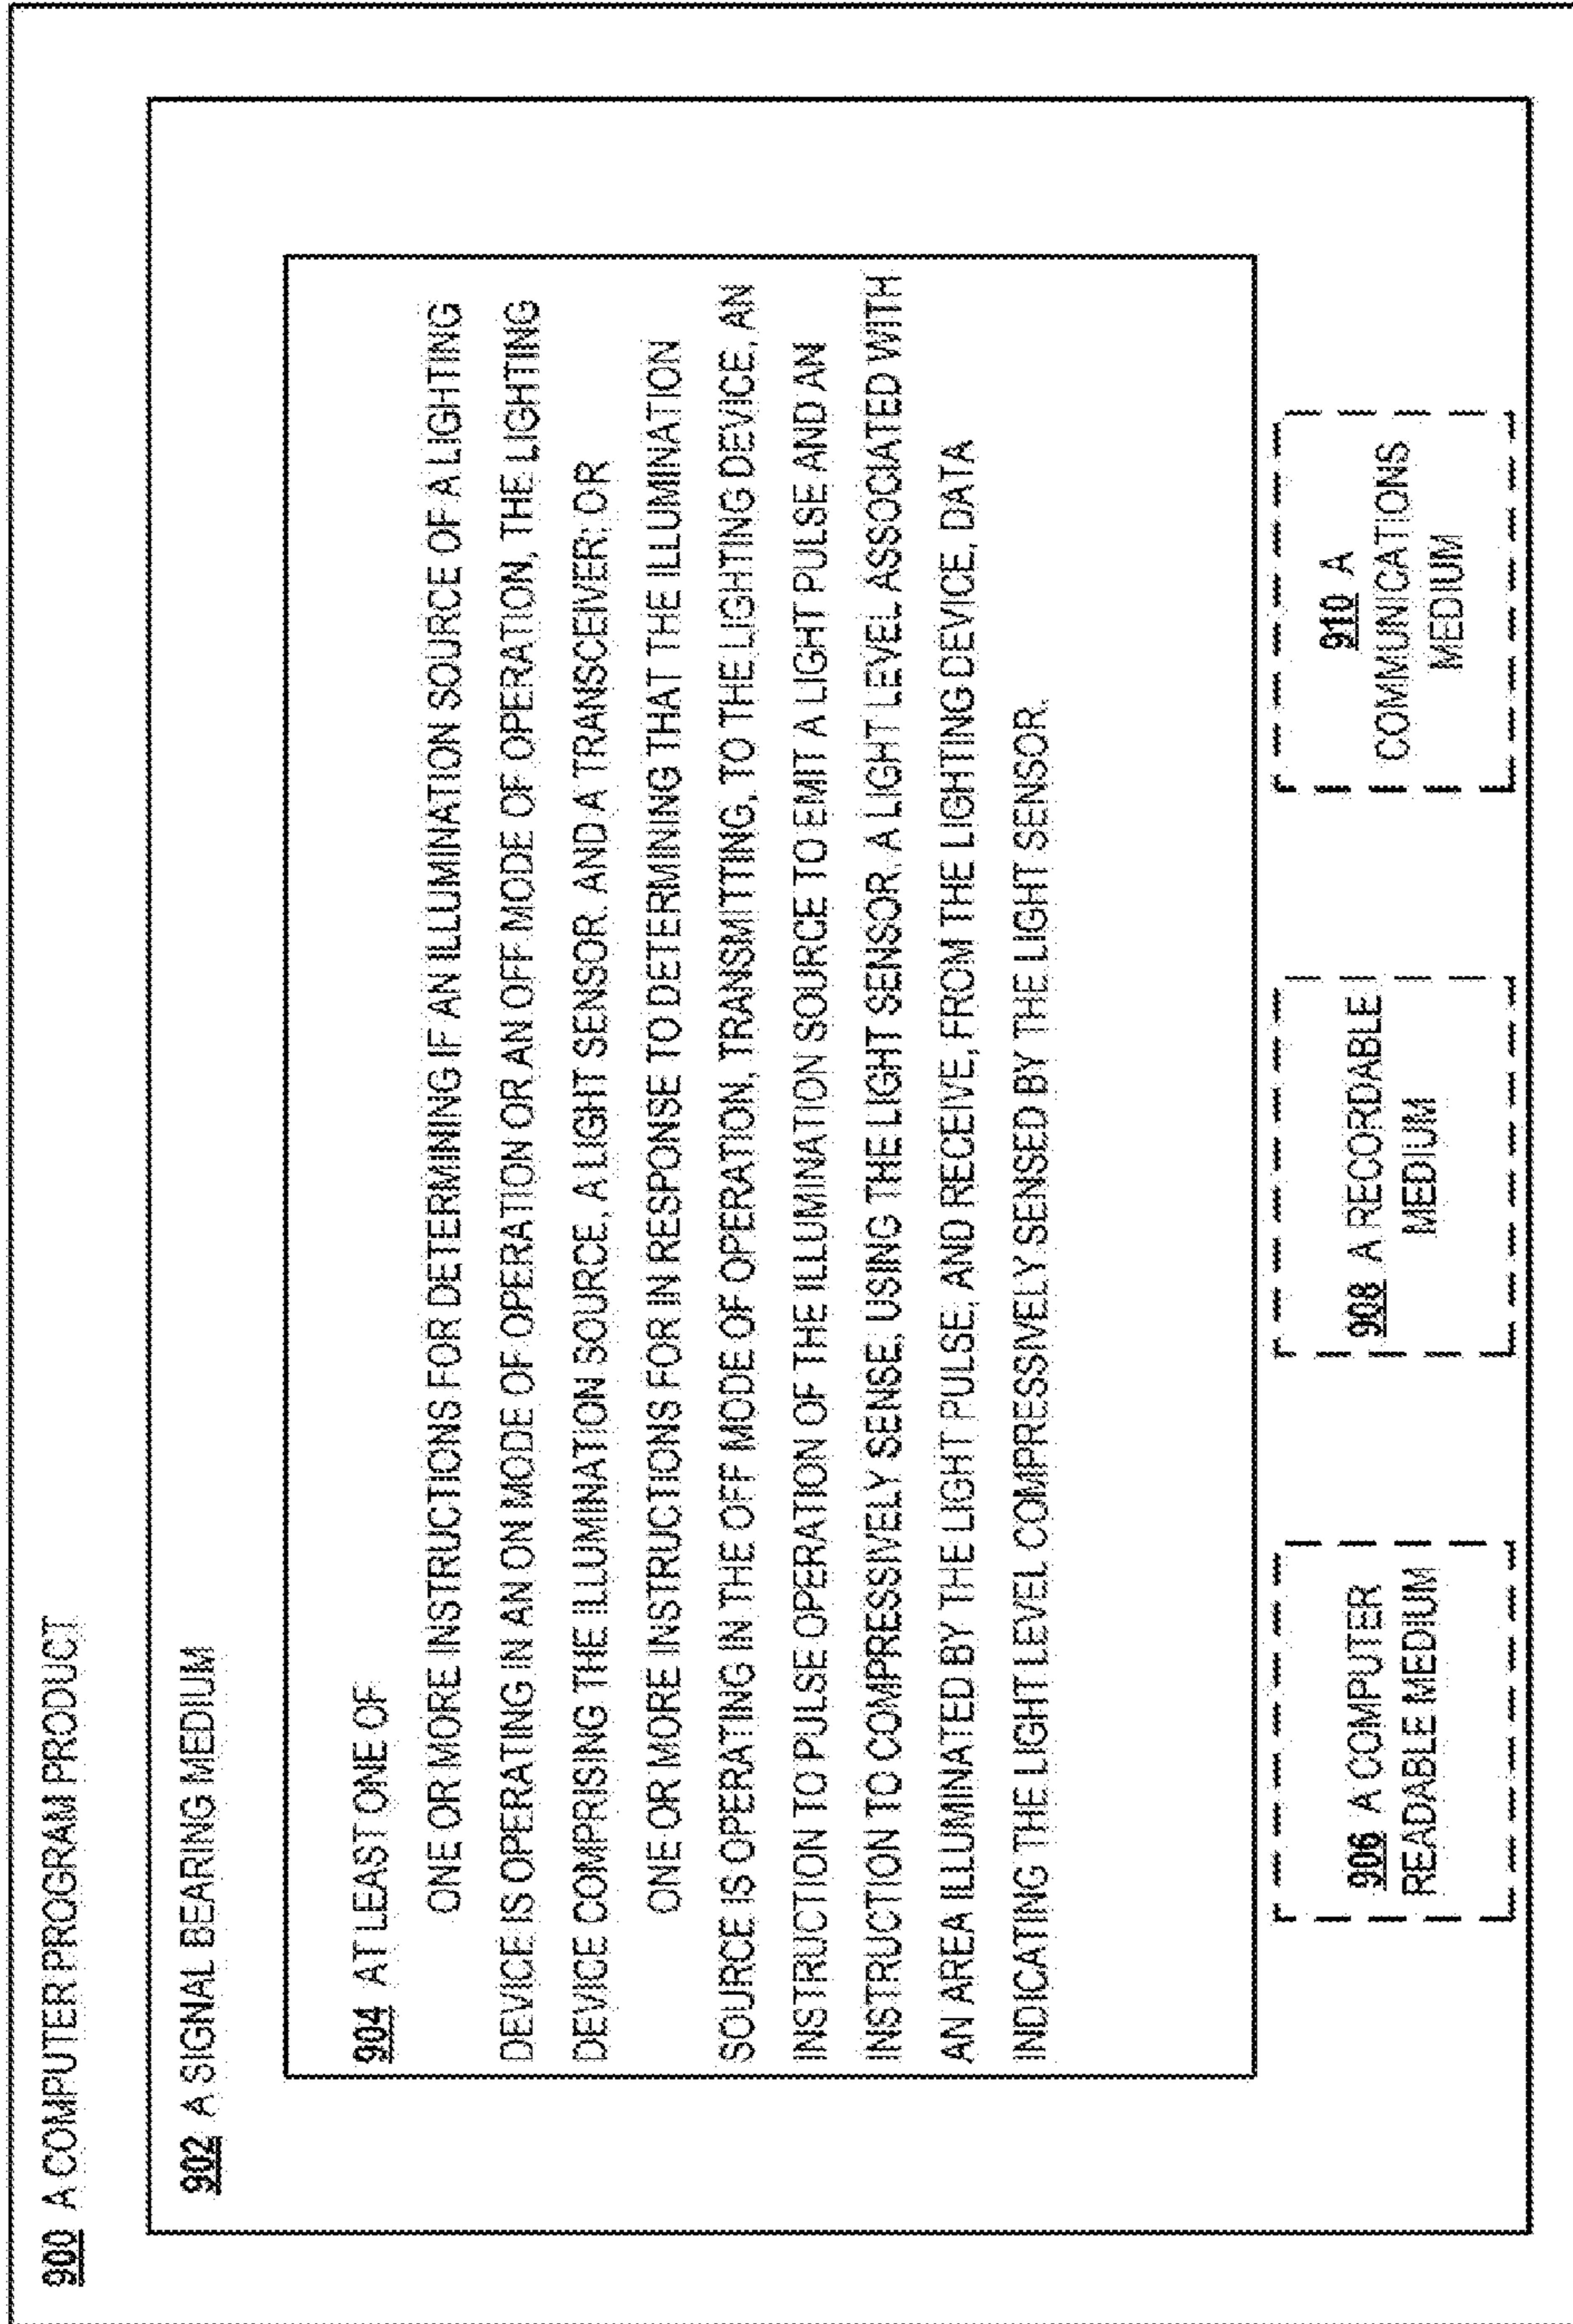 900 A COMPUTER PROGRAM PRODUCT
902 A SIGNAL BEARING MEDIUM
904 AT LEAST ONE OF
ONE OR MORE INSTRUCTIONS FOR DETERMINING IF AN ILLUMINATION SOURCE OF A LIGHTING
DEVICE IS OPERATING IN AN ON MODE OF OPERATION OR AN OFF MODE OF OPERATION, THE LIGHTING
DEVICE COMPRISING THE ILLUMINATION SOURCE, A LIGHT SENSOR, AND A TRANSCEIVER; OR
ONE OR MORE INSTRUCTIONS FOR IN RESPONSE TO DETERMINING THAT THE ILLUMINATION
SOURCE IS OPERATING IN THE OFF MODE OF OPERATION, TRANSMITTING, TO THE LIGHTING DEVICE, AN
INSTRUCTION TO PULSE OPERATION OF THE ILLUMINATION SOURCE TO EMIT A LIGHT PULSE AND AN
INSTRUCTION TO COMPRESSIVELY SENSE, USING THE LIGHT SENSOR, A LIGHT LEVEL ASSOCIATED WITH
AN AREA ILLUMINATED BY THE LIGHT PULSE, AND RECEIVE, FROM THE LIGHTING DEVICE, DATA
INDICATING THE LIGHT LEVEL COMPRESSIVELY SENSED BY THE LIGHT SENSOR.
906 A COMPUTER
READABLE MEDIUM
908 A RECORDABLE
MEDIUM
910 A
COMMUNICATIONS
MEDIUM